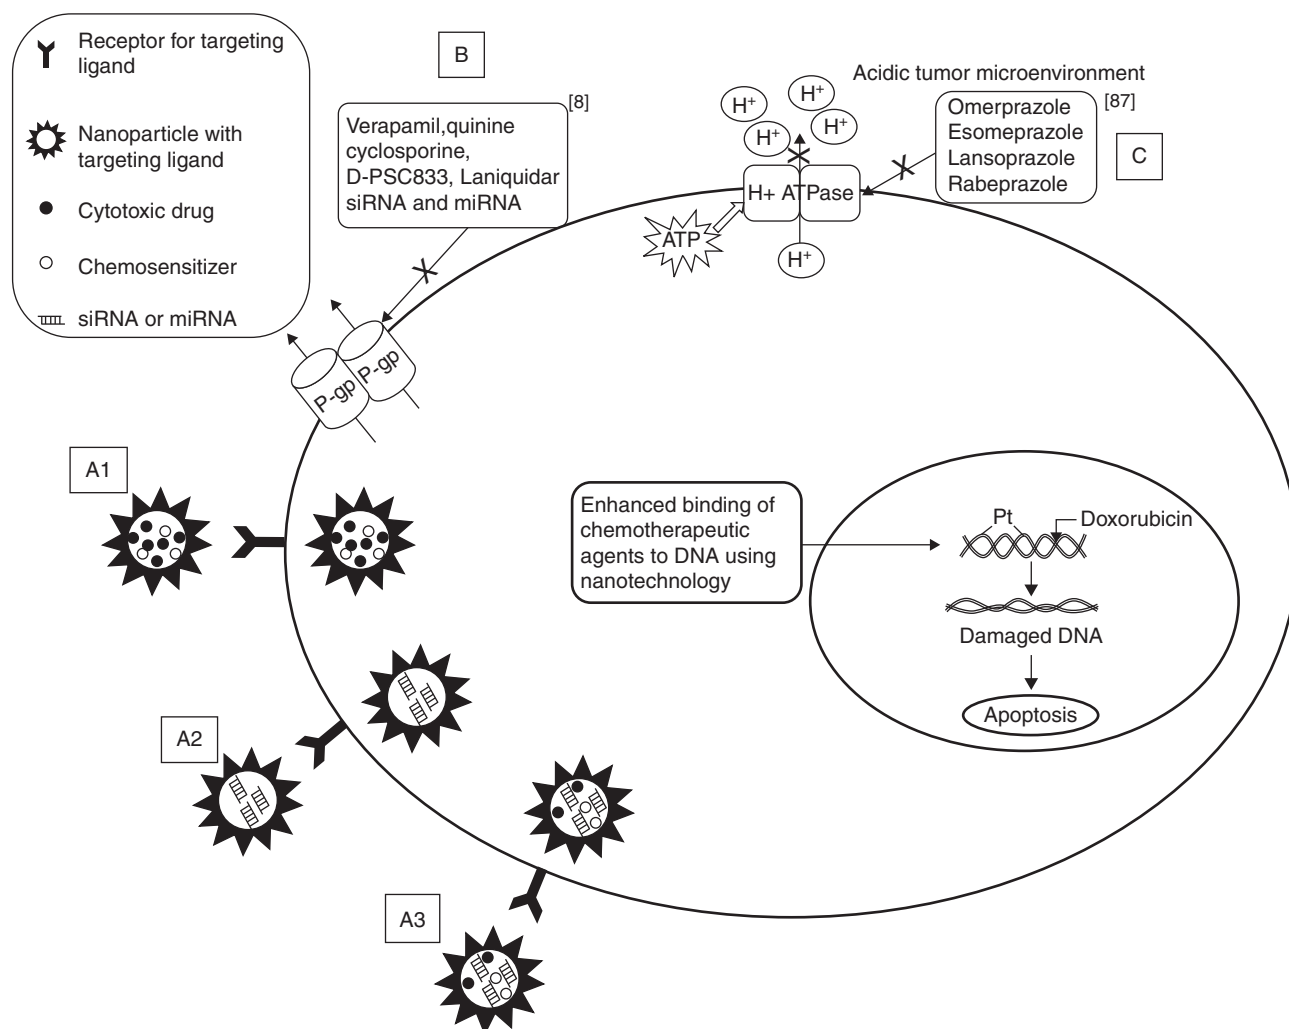 Receptor for targeting
ligand
Nanoparticle with
targeting ligand
Cytotoxic drug
Chemosensitizer
siRNA or miRNA
B
[8]
Verapamil,quinine
cyclosporine,
D-PSC833, Laniquidar
siRNA and miRNA
Acidic tumor microenvironment
[87]
Omerprazole
Esomeprazole
Lansoprazole
Rabeprazole
C
H+
H+
H+
H+
H+ ATPase
ATP
H+
P-gp
P-gp
A1
Enhanced binding of
chemotherapeutic
agents to DNA using
nanotechnology
Pt
Doxorubicin
Damaged DNA
Apoptosis
A2
A3